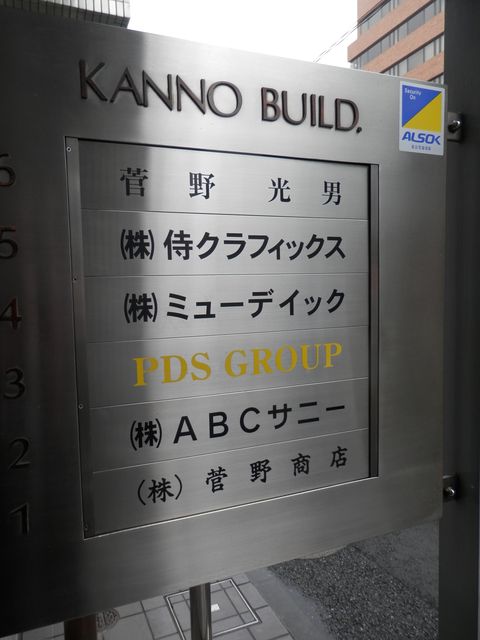 KANNO BUILD.
Security On
ALSOK
6 菅野 光男
5 ㈱侍クラフィックス
4 ㈱ミューデイック
3 PDS GROUP
2 ㈱ABCサニー
1 (株)菅野商店